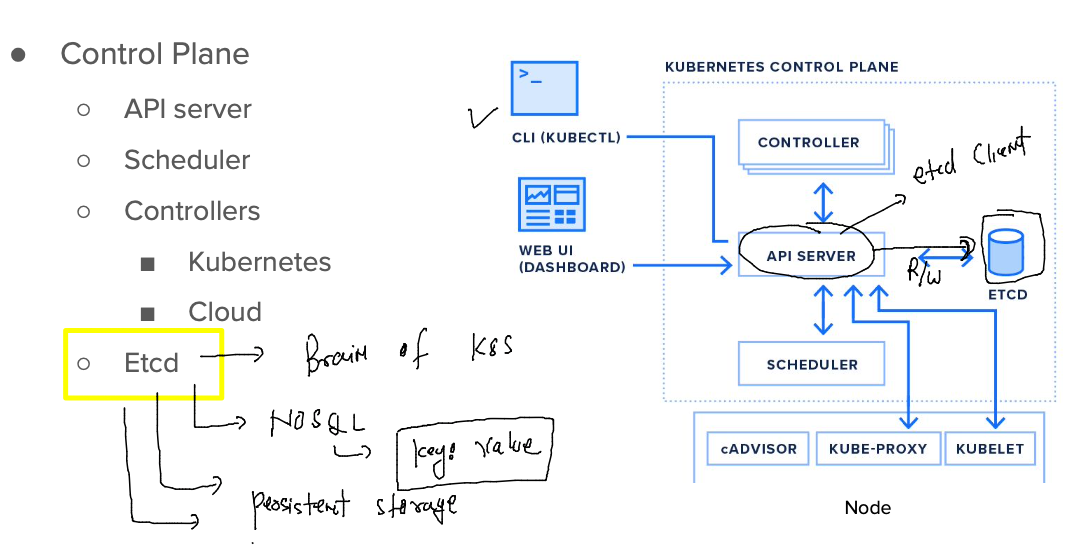 Control Plane
API server
Scheduler
Controllers
Kubernetes
Cloud
Etcd
Brain of K8S
NOSQL
key: value
persistent storage
KUBERNETES CONTROL PLANE
>_
CLI (KUBECTL)
WEB UI
(DASHBOARD)
CONTROLLER
etcd Client
API SERVER
R/W
ETCD
SCHEDULER
cADVISOR
KUBE-PROXY
KUBELET
Node